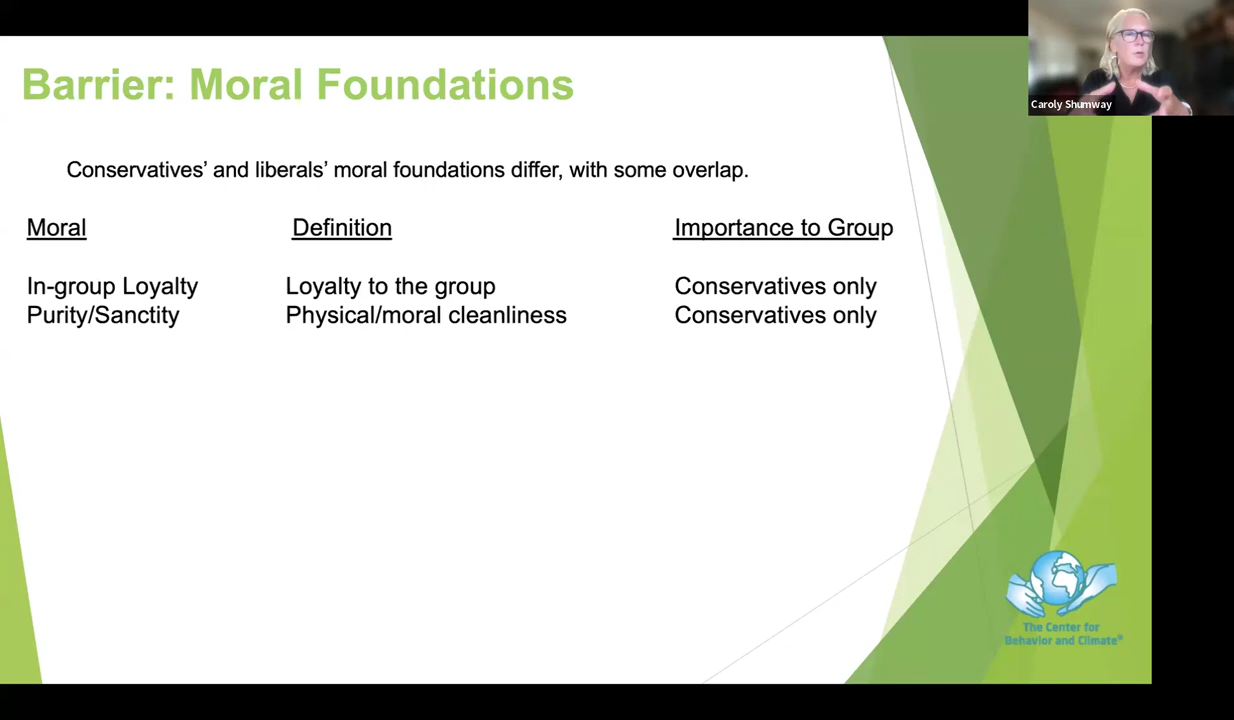 Barrier: Moral Foundations
Caroly Shumway
Conservatives' and liberals' moral foundations differ, with some overlap.
Moral Definition Importance to Group
In-group Loyalty Loyalty to the group Conservatives only
Purity/Sanctity Physical/moral cleanliness Conservatives only
The Center for
Behavior and Climate®